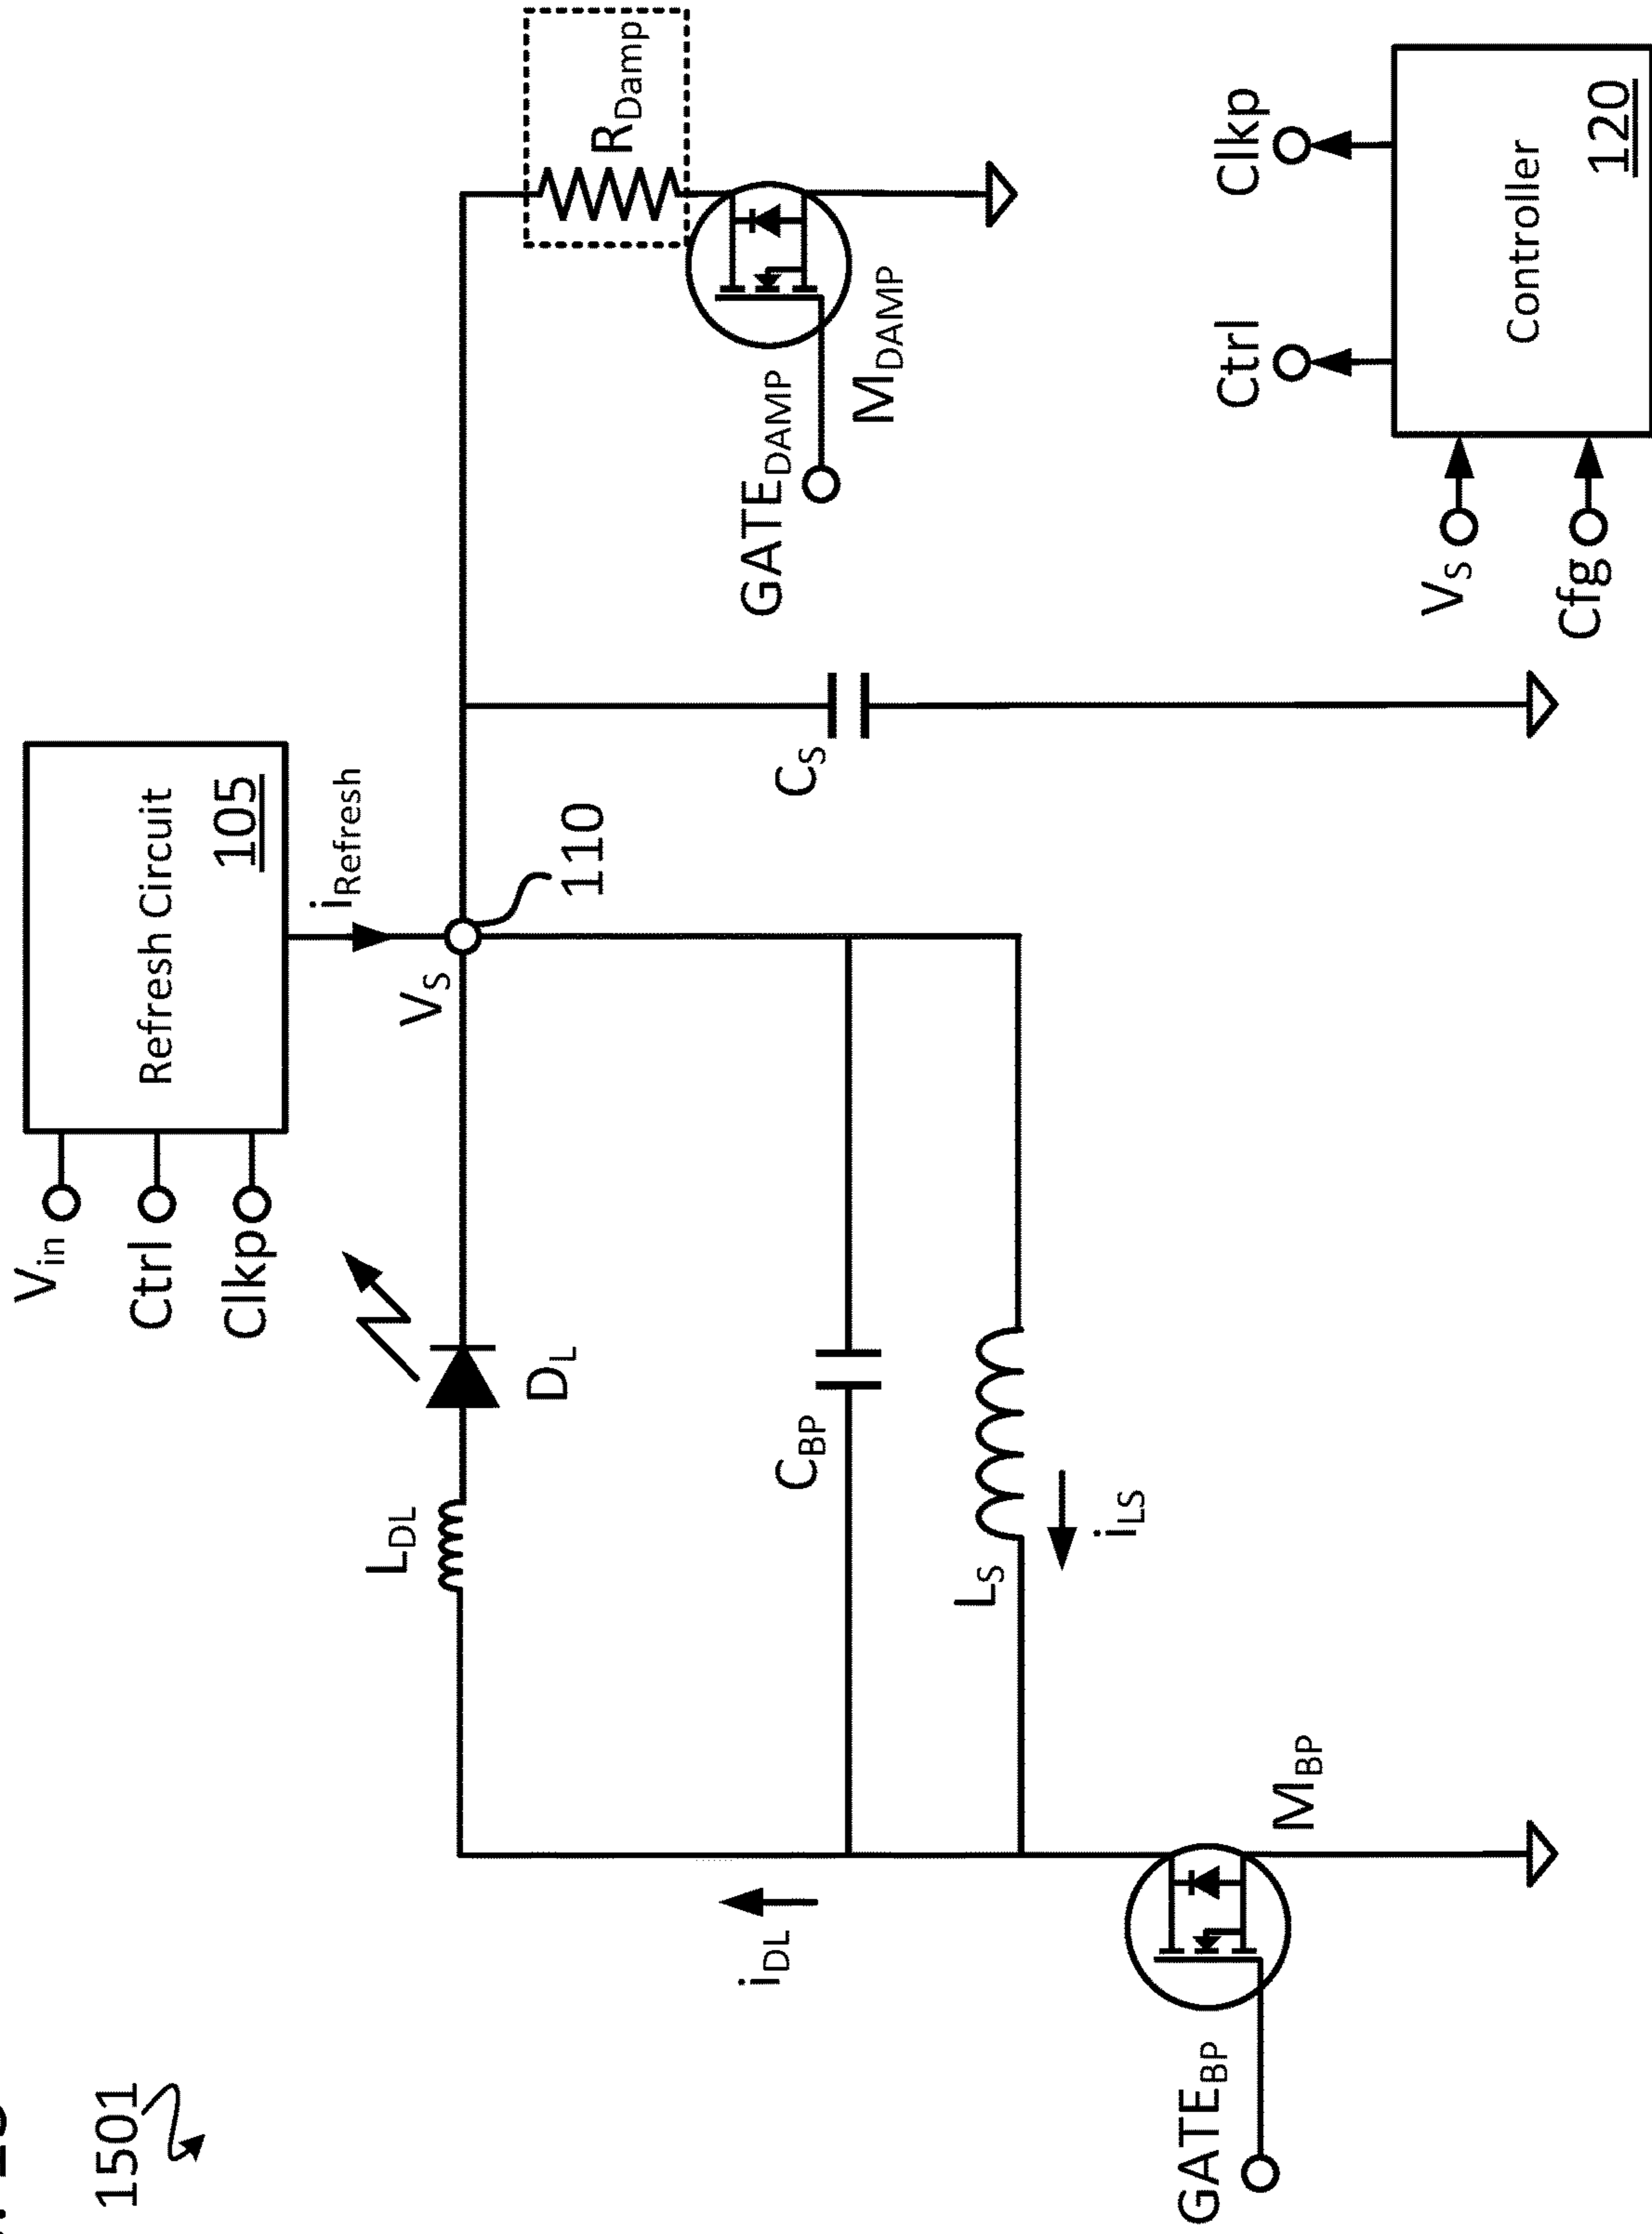 1501
V_in
Ctrl
Clkp
Refresh Circuit
105
i_Refresh
V_S
110
L_DL
D_L
R_Damp
GATE_DAMP
M_DAMP
C_S
C_BP
L_S
i_LS
i_DL
GATE_BP
M_BP
V_S
Cfg
Ctrl
Clkp
Controller
120